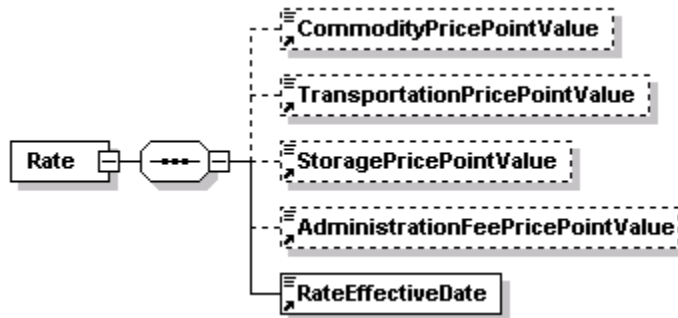 CommodityPricePointValue
TransportationPricePointValue
Rate
StoragePricePointValue
AdministrationFeePricePointValue
RateEffectiveDate